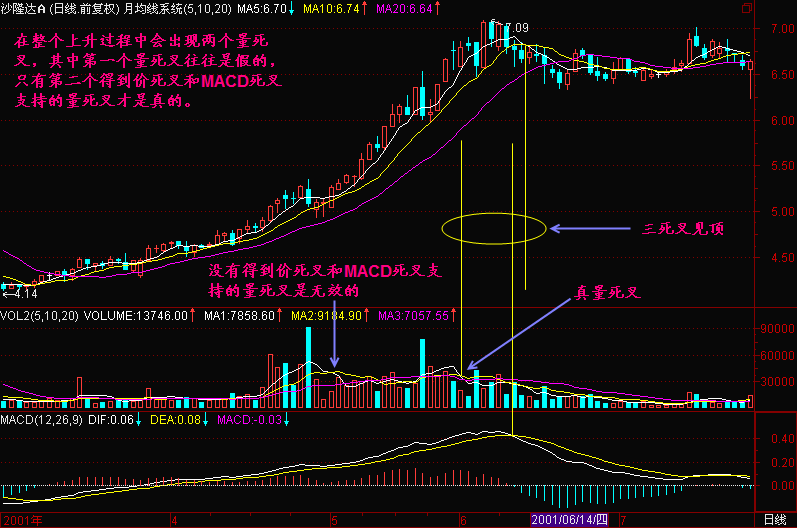 沙隆达A (日线.前复权) 月均线系统(5,10,20) MA5:6.70↓ MA10:6.74↑ MA20:6.64↑
在整个上升过程中会出现两个量死
叉，其中第一个量死叉往往是假的，
只有第二个得到价死叉和MACD死叉
支持的量死叉才是真的。
7.09
7.00
6.50
6.00
5.50
5.00
4.50
三死叉见顶
没有得到价死叉和MACD死叉支
持的量死叉是无效的
真量死叉
4.14
VOL2(5,10,20) VOLUME:13746.00↑ MA1:7858.60↑ MA2:9184.90↑ MA3:7057.55↑
90000
60000
30000
MACD(12,26,9) DIF:0.06↓ DEA:0.08↓ MACD:-0.03↓
0.40
0.20
0.00
2001年 4 5 6 2001/06/14/四 7 日线